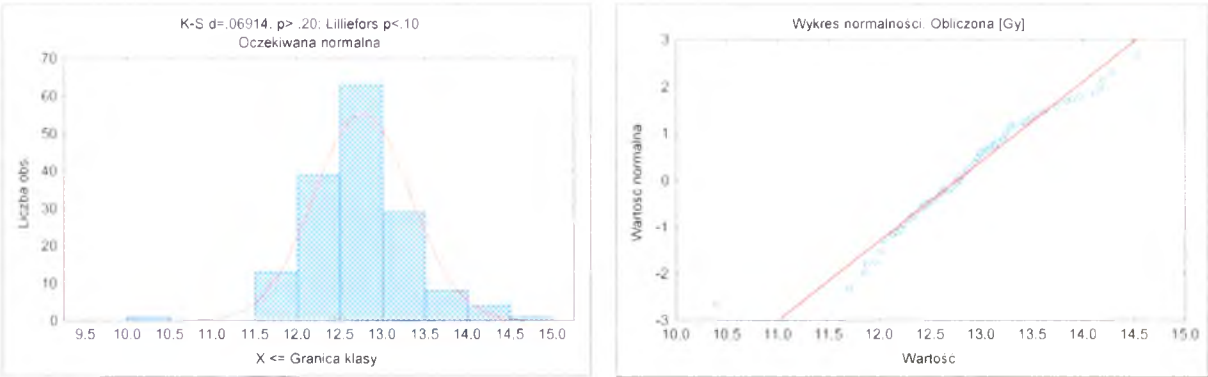 K-S d=.06914, p> .20; Lilliefors p<.10
Oczekiwana normalna
70
60
50
40
30
20
10
0
Liczba obs.
9.5 10.0 10.5 11.0 11.5 12.0 12.5 13.0 13.5 14.0 14.5 15.0
X <= Granica klasy
Wykres normalności: Obliczona [Gy]
3
2
1
0
-1
-2
-3
Wartość normalna
10.0 10.5 11.0 11.5 12.0 12.5 13.0 13.5 14.0 14.5 15.0
Wartość